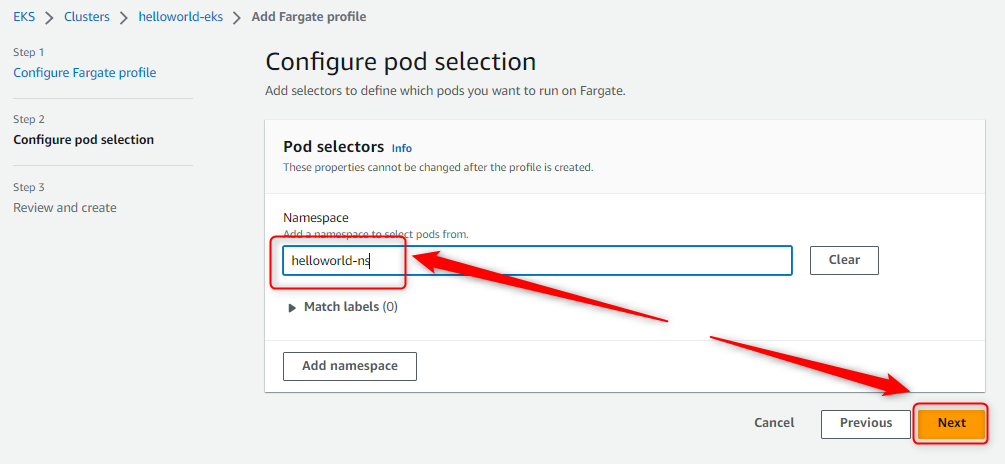 EKS > Clusters > helloworld-eks > Add Fargate profile
Step 1
Configure Fargate profile
Step 2
Configure pod selection
Step 3
Review and create
Configure pod selection
Add selectors to define which pods you want to run on Fargate.
Pod selectors Info
These properties cannot be changed after the profile is created.
Namespace
Add a namespace to select pods from.
helloworld-ns
Clear
Match labels (0)
Add namespace
Cancel
Previous
Next